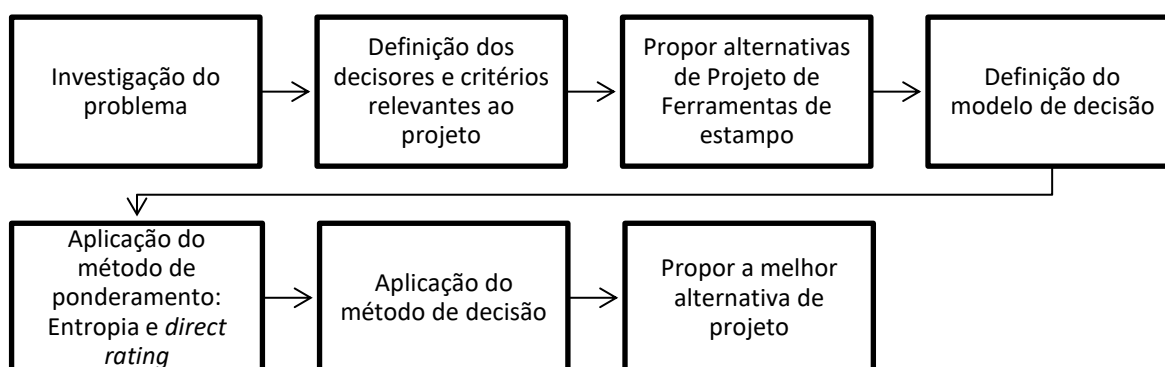 Investigação do
problema
Definição dos
decisores e critérios
relevantes ao
projeto
Propor alternativas
de Projeto de
Ferramentas de
estampo
Definição do
modelo de decisão
Aplicação do
método de
ponderamento:
Entropia e direct
rating
Aplicação do
método de decisão
Propor a melhor
alternativa de
projeto